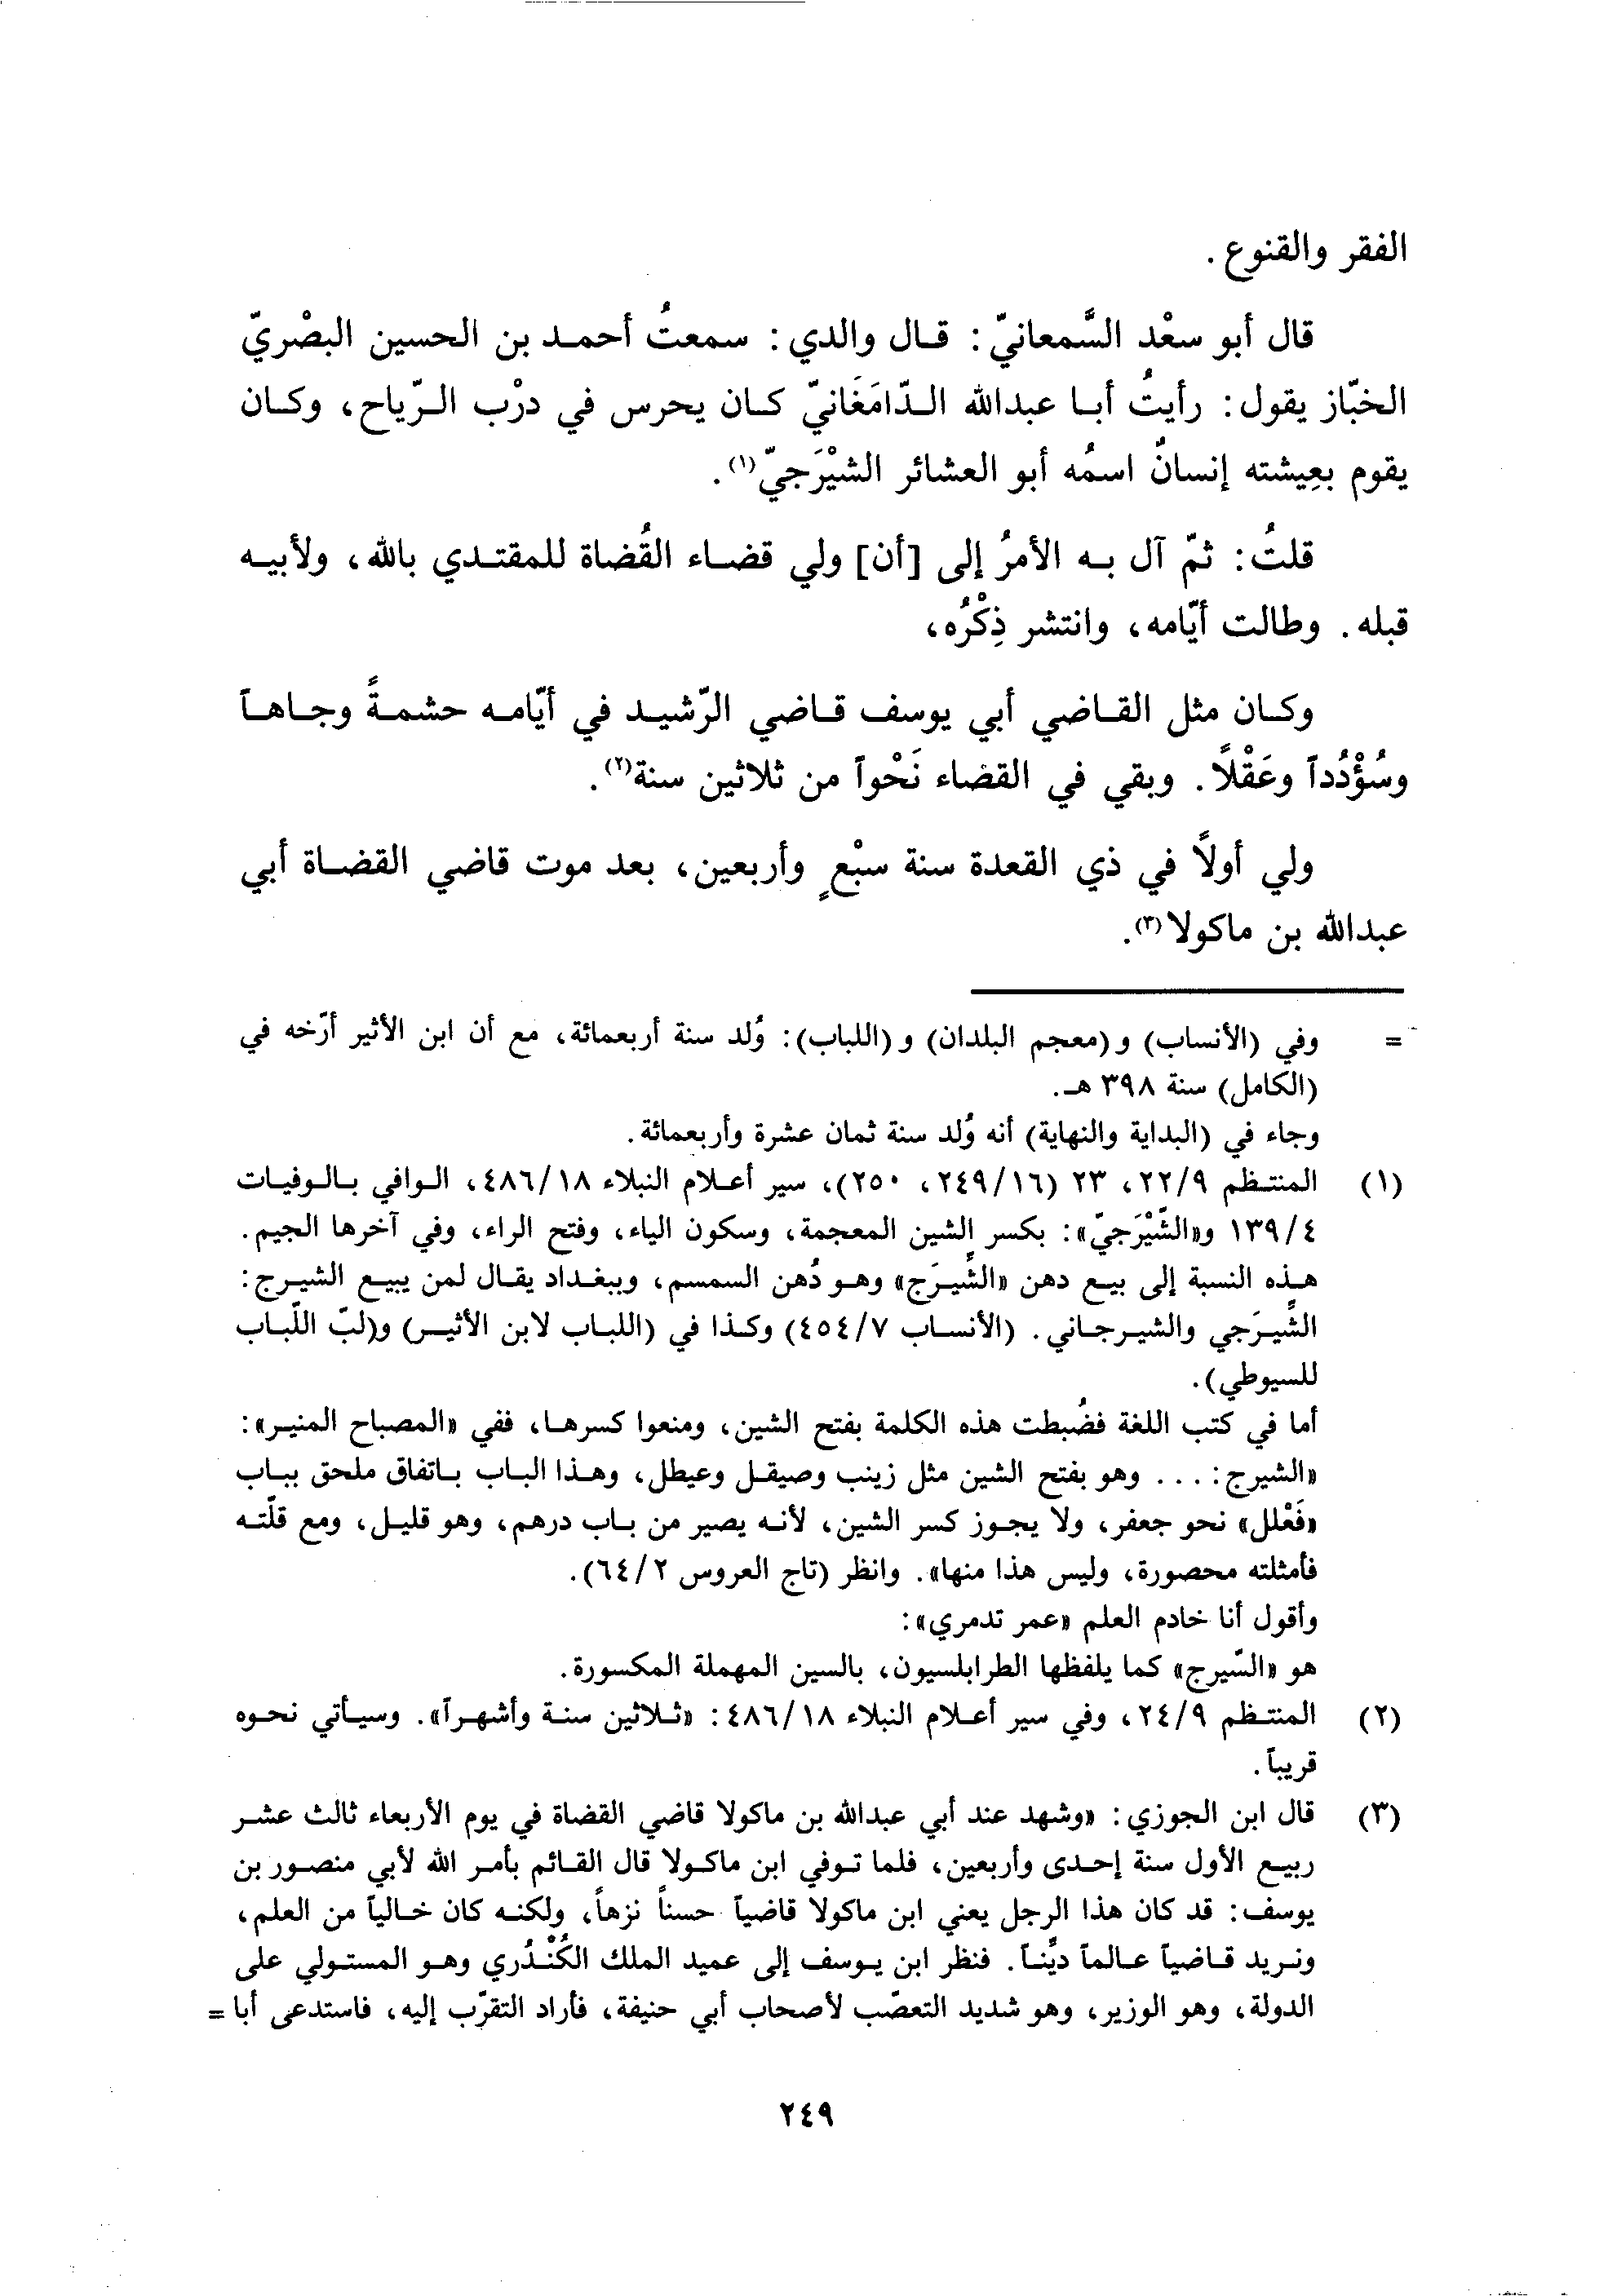 الفقر والقنوع.
قال أبو سعْد السَّمعانيّ: قال والدي: سمعتُ أحمد بن الحسين البصْريّ
الخبّاز يقول: رأيتُ أبا عبدالله الدّامَغَانيّ كان يحرس في درْب الرّياح، وكان
يقوم بعِيشته إنسانٌ اسمُه أبو العشائر الشيْرَجيّ(١).
قلتُ: ثمّ آل به الأمرُ إلى [أن] ولي قضاء القُضاة للمقتدي بالله، ولأبيه
قبله. وطالت أيّامه، وانتشر ذِكْرُه،
وكان مثل القاضي أبي يوسف قاضي الرّشيد في أيّامه حشمةً وجاهاً
وسُؤْدُداً وعَقْلاً. وبقي في القضاء نَحْواً من ثلاثين سنة(٢).
ولي أولاً في ذي القعدة سنة سبْعٍ وأربعين، بعد موت قاضي القضاة أبي
عبدالله بن ماكولا(٣).
= وفي (الأنساب) و(معجم البلدان) و(اللباب): وُلد سنة أربعمائة، مع أن ابن الأثير أرّخه في
(الكامل) سنة ٣٩٨ هـ.
وجاء في (البداية والنهاية) أنه وُلد سنة ثمان عشرة وأربعمائة.
(١) المنتظم ٢٢/٩، ٢٣ (٢٤٩/١٦، ٢٥٠)، سير أعلام النبلاء ٤٨٦/١٨، الوافي بالوفيات
١٣٩/٤ و«الشِّيْرَجيّ»: بكسر الشين المعجمة، وسكون الياء، وفتح الراء، وفي آخرها الجيم.
هذه النسبة إلى بيع دهن «الشِّيرَج» وهو دُهن السمسم، وببغداد يقال لمن يبيع الشيرج:
الشِّيرَجي والشيرجاني. (الأنساب ٤٥٤/٧) وكذا في (اللباب لابن الأثير) و(لبّ اللّباب
للسيوطي).
أما في كتب اللغة فضُبطت هذه الكلمة بفتح الشين، ومنعوا كسرها، ففي «المصباح المنير»:
«الشيرج: ... وهو بفتح الشين مثل زينب وصيقل وعيطل، وهذا الباب باتفاق ملحق بباب
«فَعْلل» نحو جعفر، ولا يجوز كسر الشين، لأنه يصير من باب درهم، وهو قليل، ومع قلّته
فأمثلته محصورة، وليس هذا منها». وانظر (تاج العروس ٦٤/٢).
وأقول أنا خادم العلم «عمر تدمري»:
هو «السّيرج» كما يلفظها الطرابلسيون، بالسين المهملة المكسورة.
(٢) المنتظم ٢٤/٩، وفي سير أعلام النبلاء ٤٨٦/١٨: «ثلاثين سنة وأشهراً». وسيأتي نحوه
قريباً.
(٣) قال ابن الجوزي: «وشهد عند أبي عبدالله بن ماكولا قاضي القضاة في يوم الأربعاء ثالث عشر
ربيع الأول سنة إحدى وأربعين، فلما توفي ابن ماكولا قال القائم بأمر الله لأبي منصور بن
يوسف: قد كان هذا الرجل يعني ابن ماكولا قاضياً حسناً نزهاً، ولكنه كان خالياً من العلم،
ونريد قاضياً عالماً ديِّناً. فنظر ابن يوسف إلى عميد الملك الكُنْدُري وهو المستولي على
الدولة، وهو الوزير، وهو شديد التعصّب لأصحاب أبي حنيفة، فأراد التقرّب إليه، فاستدعى أبا =
٢٤٩